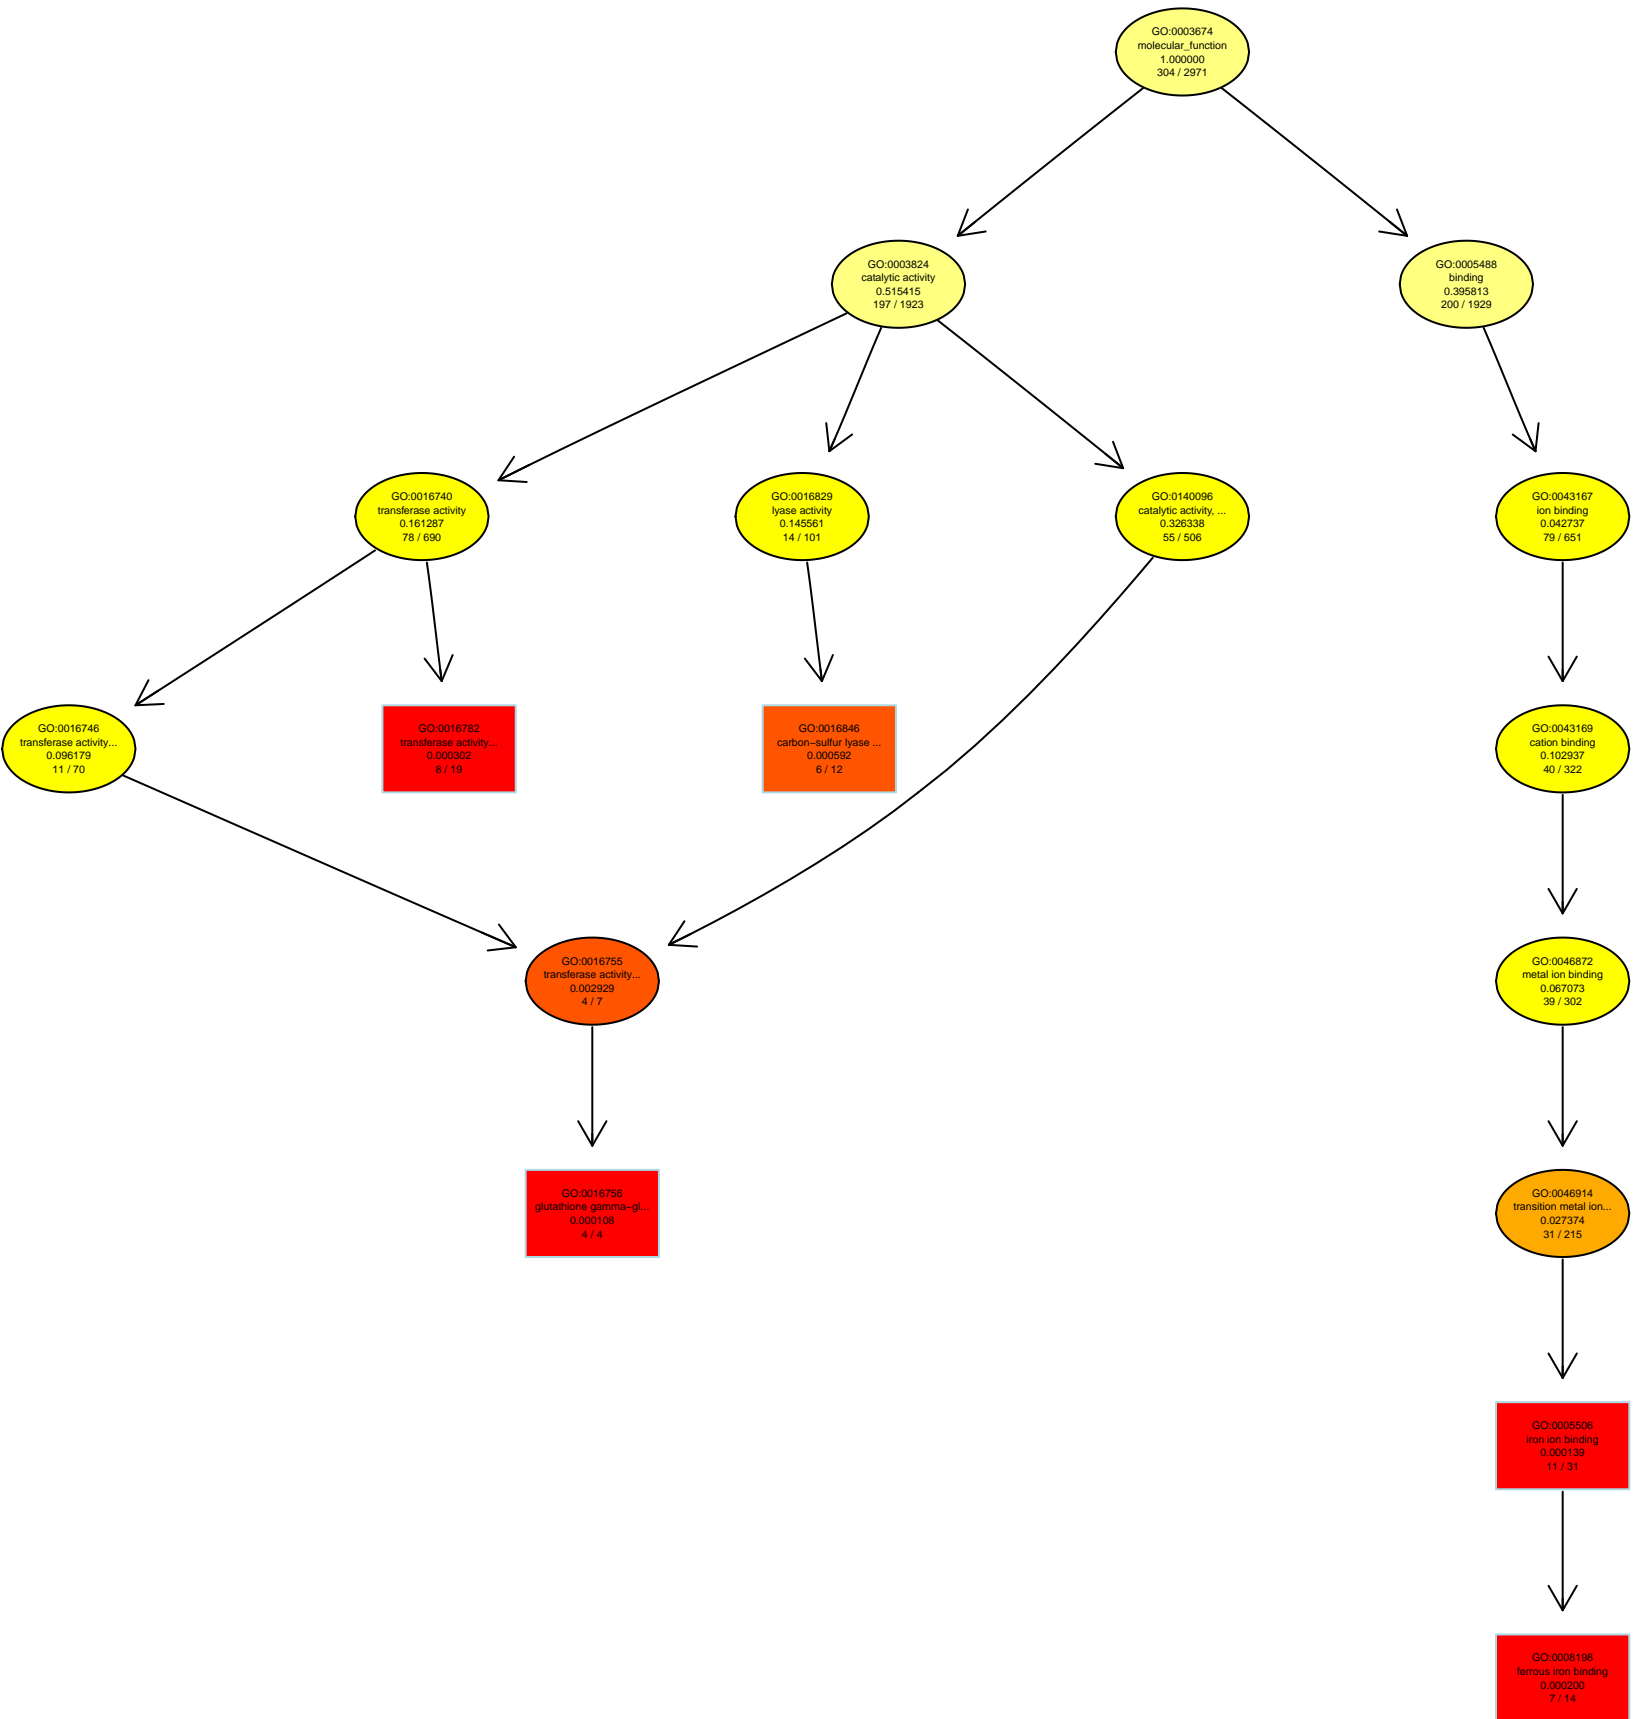 GO:0003674
molecular_function
1.000000
304 / 2971
GO:0003824
catalytic activity
0.515415
197 / 1923
GO:0005488
binding
0.395813
200 / 1929
GO:0016740
transferase activity
0.161287
78 / 690
GO:0016829
lyase activity
0.145561
14 / 101
GO:0140096
catalytic activity, ...
0.326338
55 / 506
GO:0043167
ion binding
0.042737
79 / 651
GO:0016746
transferase activity...
0.096179
11 / 70
GO:0016782
transferase activity...
0.000302
8 / 19
GO:0016846
carbon−sulfur lyase ...
0.000592
6 / 12
GO:0043169
cation binding
0.102937
40 / 322
GO:0016755
transferase activity...
0.002929
4 / 7
GO:0046872
metal ion binding
0.067073
39 / 302
GO:0016756
glutathione gamma−gl...
0.000108
4 / 4
GO:0046914
transition metal ion...
0.027374
31 / 215
GO:0005506
iron ion binding
0.000139
11 / 31
GO:0008198
ferrous iron binding
0.000200
7 / 14